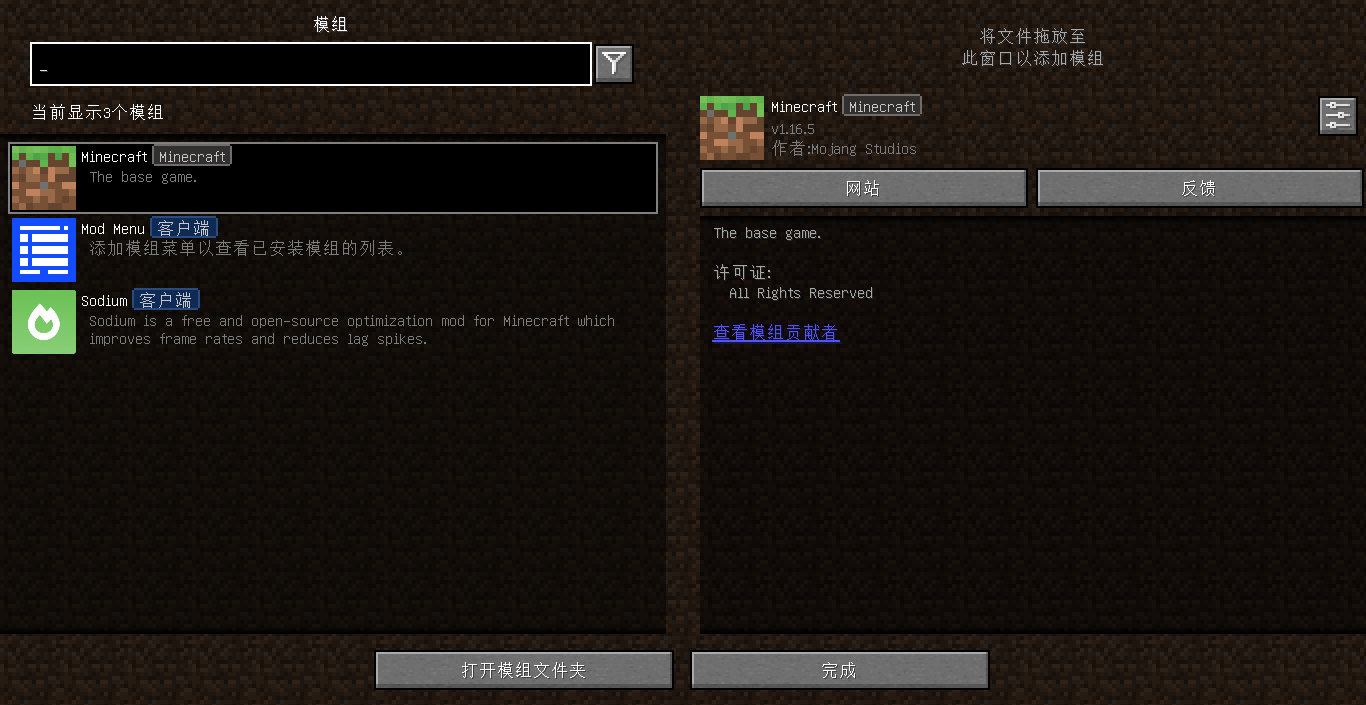 模组
_
当前显示3个模组
Minecraft Minecraft
The base game.
Mod Menu 客户端
添加模组菜单以查看已安装模组的列表。
Sodium 客户端
Sodium is a free and open-source optimization mod for Minecraft which
improves frame rates and reduces lag spikes.
将文件拖放至
此窗口以添加模组
Minecraft Minecraft
v1.16.5
作者:Mojang Studios
网站
反馈
The base game.
许可证:
All Rights Reserved
查看模组贡献者
打开模组文件夹
完成